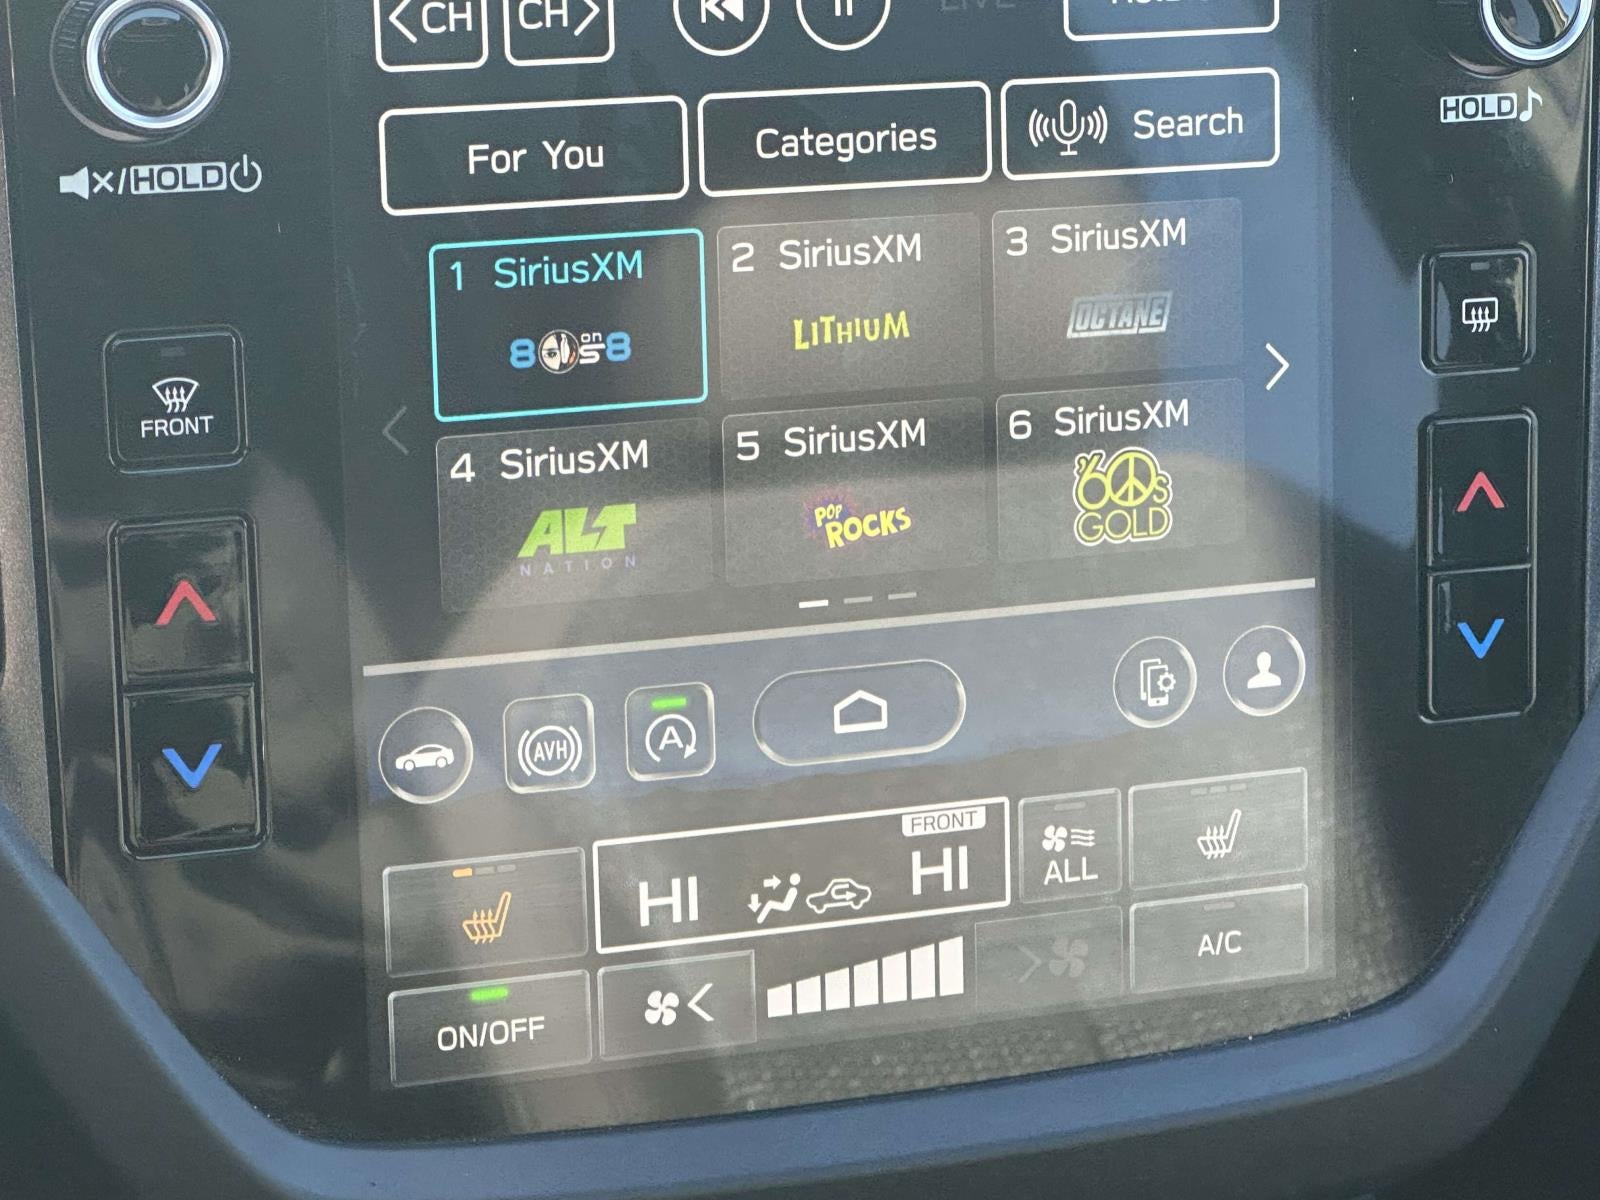 <CH CH>
LIVE
HOLD
HOLD
For You Categories Search
1 SiriusXM
80s on 8
2 SiriusXM
LiTHiUM
3 SiriusXM
OCTANE
4 SiriusXM
ALT
NATION
5 SiriusXM
POP
ROCKS
6 SiriusXM
'60s
GOLD
FRONT
AVH
A
FRONT
HI HI
ALL
ON/OFF
A/C